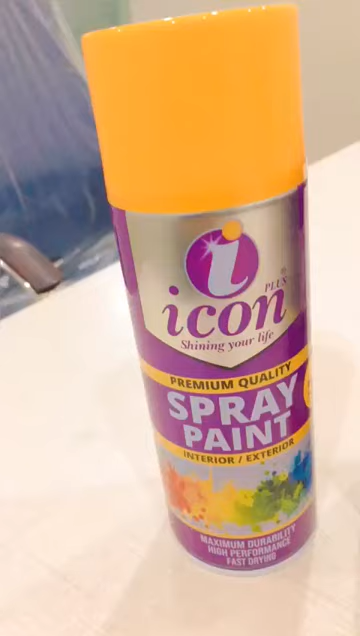 i
PLUS®
icon
Shining your life
PREMIUM QUALITY
SPRAY
PAINT
INTERIOR / EXTERIOR
MAXIMUM DURABILITY
HIGH PERFORMANCE
FAST DRYING